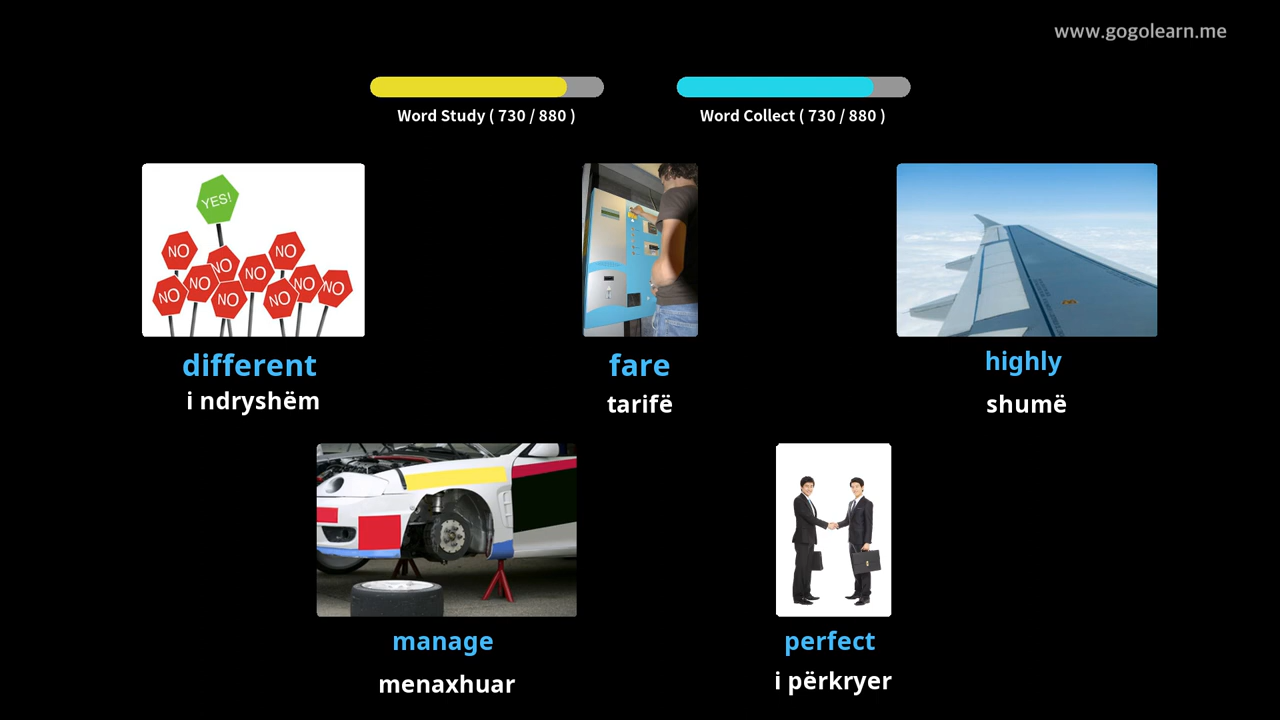 www.gogolearn.me
Word Study ( 730 / 880 )
Word Collect ( 730 / 880 )
YES!
NO
NO
NO
NO
NO
NO
NO
NO
NO
NO
different
i ndryshëm
fare
tarifë
highly
shumë
manage
menaxhuar
perfect
i përkryer